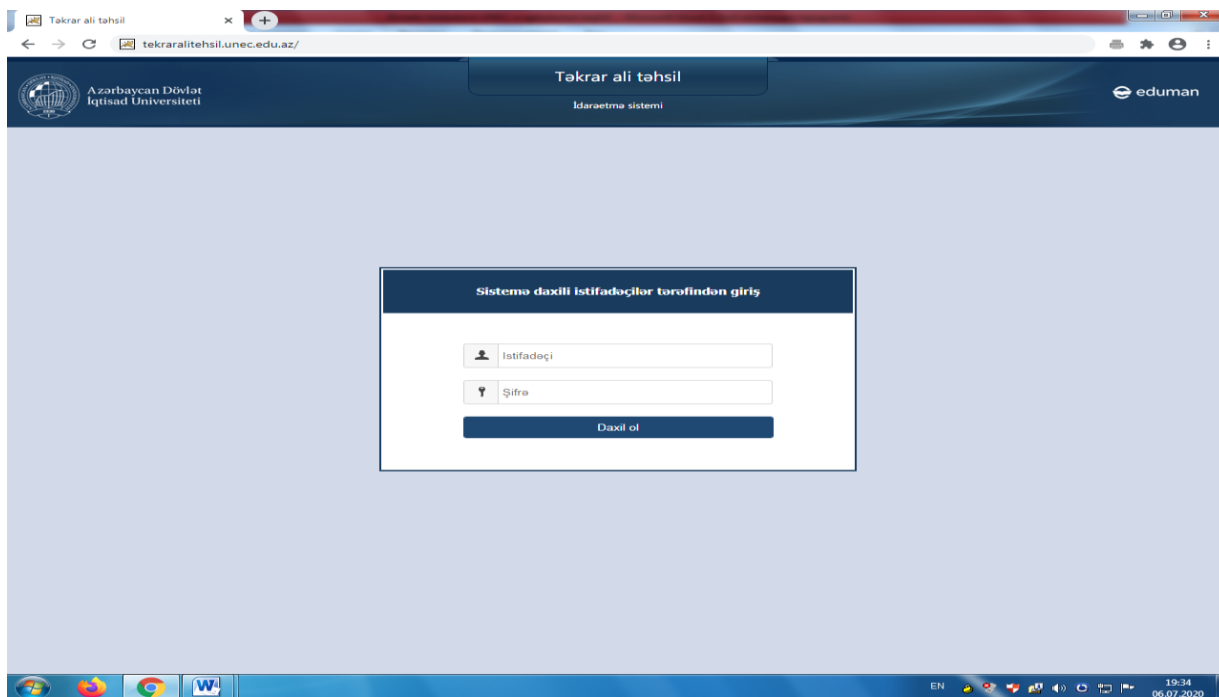 Təkrar ali təhsil
tekraralitehsil.unec.edu.az/
Azərbaycan Dövlət
İqtisad Universiteti
Təkrar ali təhsil
İdarəetmə sistemi
eduman
Sistemə daxili istifadəçilər tərəfindən giriş
Istifadəçi
Şifrə
Daxil ol
EN
19:34
06.07.2020